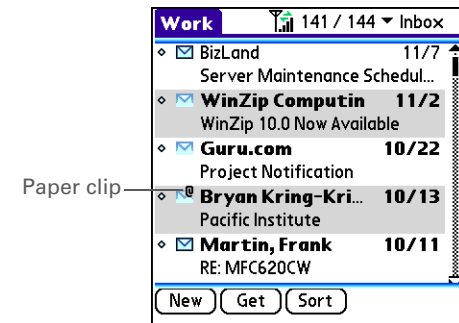 Work 141 / 144 Inbox
BizLand 11/7
Server Maintenance Schedul...
WinZip Computin 11/2
WinZip 10.0 Now Available
Guru.com 10/22
Project Notification
Paper clip
Bryan Kring-Kri... 10/13
Pacific Institute
Martin, Frank 10/11
RE: MFC620CW
New Get Sort